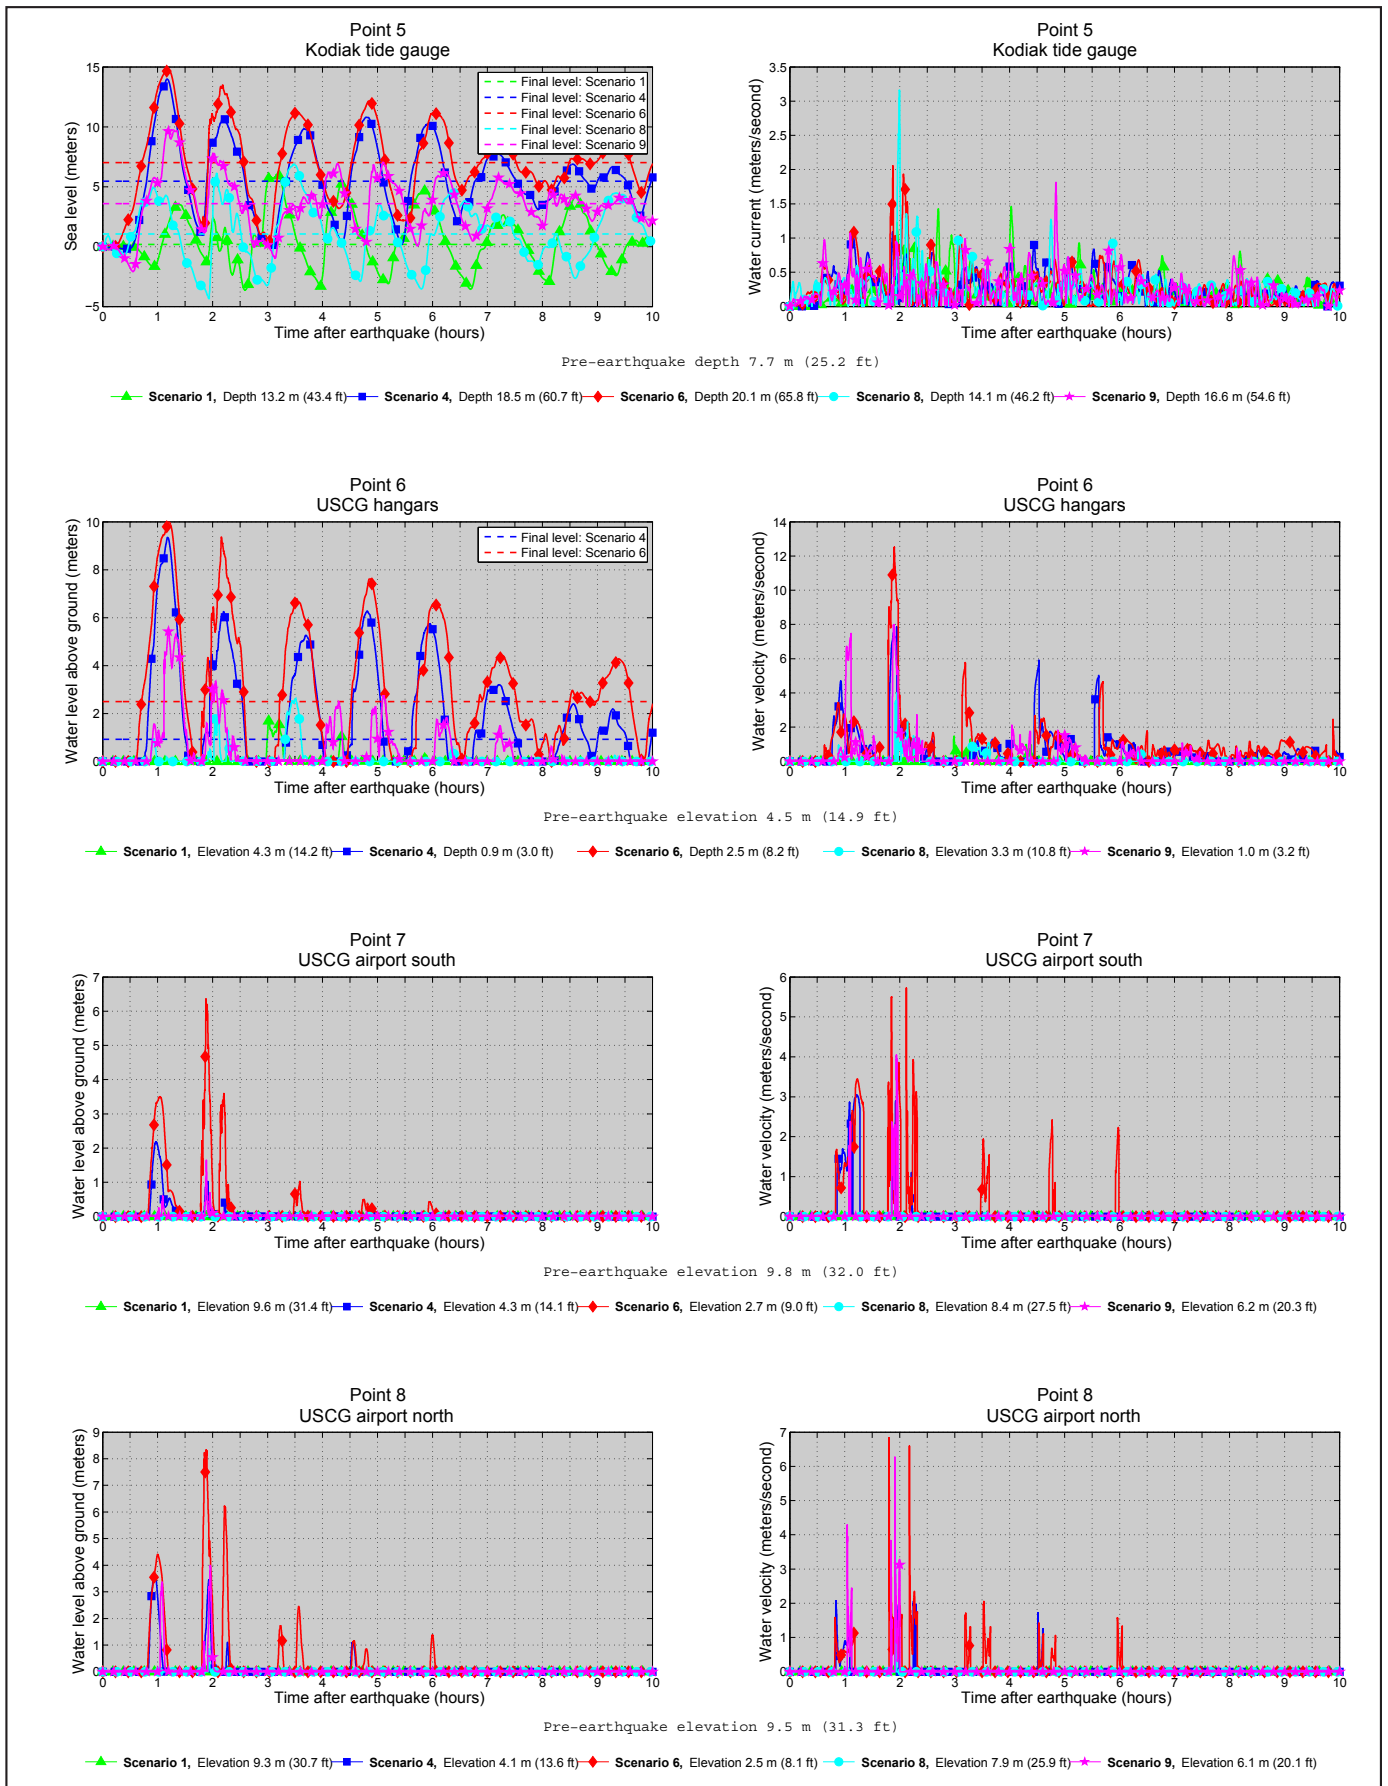 Point 5
Kodiak tide gauge
Sea level (meters)
15
10
5
0
−5
Final level: Scenario 1
Final level: Scenario 4
Final level: Scenario 6
Final level: Scenario 8
Final level: Scenario 9
0 1 2 3 4 5 6 7 8 9 10
Time after earthquake (hours)
Point 5
Kodiak tide gauge
Water current (meters/second)
3.5
3
2.5
2
1.5
1
0.5
0
0 1 2 3 4 5 6 7 8 9 10
Time after earthquake (hours)
Pre-earthquake depth 7.7 m (25.2 ft)
Scenario 1, Depth 13.2 m (43.4 ft) Scenario 4, Depth 18.5 m (60.7 ft) Scenario 6, Depth 20.1 m (65.8 ft) Scenario 8, Depth 14.1 m (46.2 ft) Scenario 9, Depth 16.6 m (54.6 ft)
Point 6
USCG hangars
Water level above ground (meters)
10
8
6
4
2
0
Final level: Scenario 4
Final level: Scenario 6
0 1 2 3 4 5 6 7 8 9 10
Time after earthquake (hours)
Point 6
USCG hangars
Water velocity (meters/second)
14
12
10
8
6
4
2
0
0 1 2 3 4 5 6 7 8 9 10
Time after earthquake (hours)
Pre-earthquake elevation 4.5 m (14.9 ft)
Scenario 1, Elevation 4.3 m (14.2 ft) Scenario 4, Depth 0.9 m (3.0 ft) Scenario 6, Depth 2.5 m (8.2 ft) Scenario 8, Elevation 3.3 m (10.8 ft) Scenario 9, Elevation 1.0 m (3.2 ft)
Point 7
USCG airport south
Water level above ground (meters)
7
6
5
4
3
2
1
0
0 1 2 3 4 5 6 7 8 9 10
Time after earthquake (hours)
Point 7
USCG airport south
Water velocity (meters/second)
6
5
4
3
2
1
0
0 1 2 3 4 5 6 7 8 9 10
Time after earthquake (hours)
Pre-earthquake elevation 9.8 m (32.0 ft)
Scenario 1, Elevation 9.6 m (31.4 ft) Scenario 4, Elevation 4.3 m (14.1 ft) Scenario 6, Elevation 2.7 m (9.0 ft) Scenario 8, Elevation 8.4 m (27.5 ft) Scenario 9, Elevation 6.2 m (20.3 ft)
Point 8
USCG airport north
Water level above ground (meters)
9
8
7
6
5
4
3
2
1
0
0 1 2 3 4 5 6 7 8 9 10
Time after earthquake (hours)
Point 8
USCG airport north
Water velocity (meters/second)
7
6
5
4
3
2
1
0
0 1 2 3 4 5 6 7 8 9 10
Time after earthquake (hours)
Pre-earthquake elevation 9.5 m (31.3 ft)
Scenario 1, Elevation 9.3 m (30.7 ft) Scenario 4, Elevation 4.1 m (13.6 ft) Scenario 6, Elevation 2.5 m (8.1 ft) Scenario 8, Elevation 7.9 m (25.9 ft) Scenario 9, Elevation 6.1 m (20.1 ft)